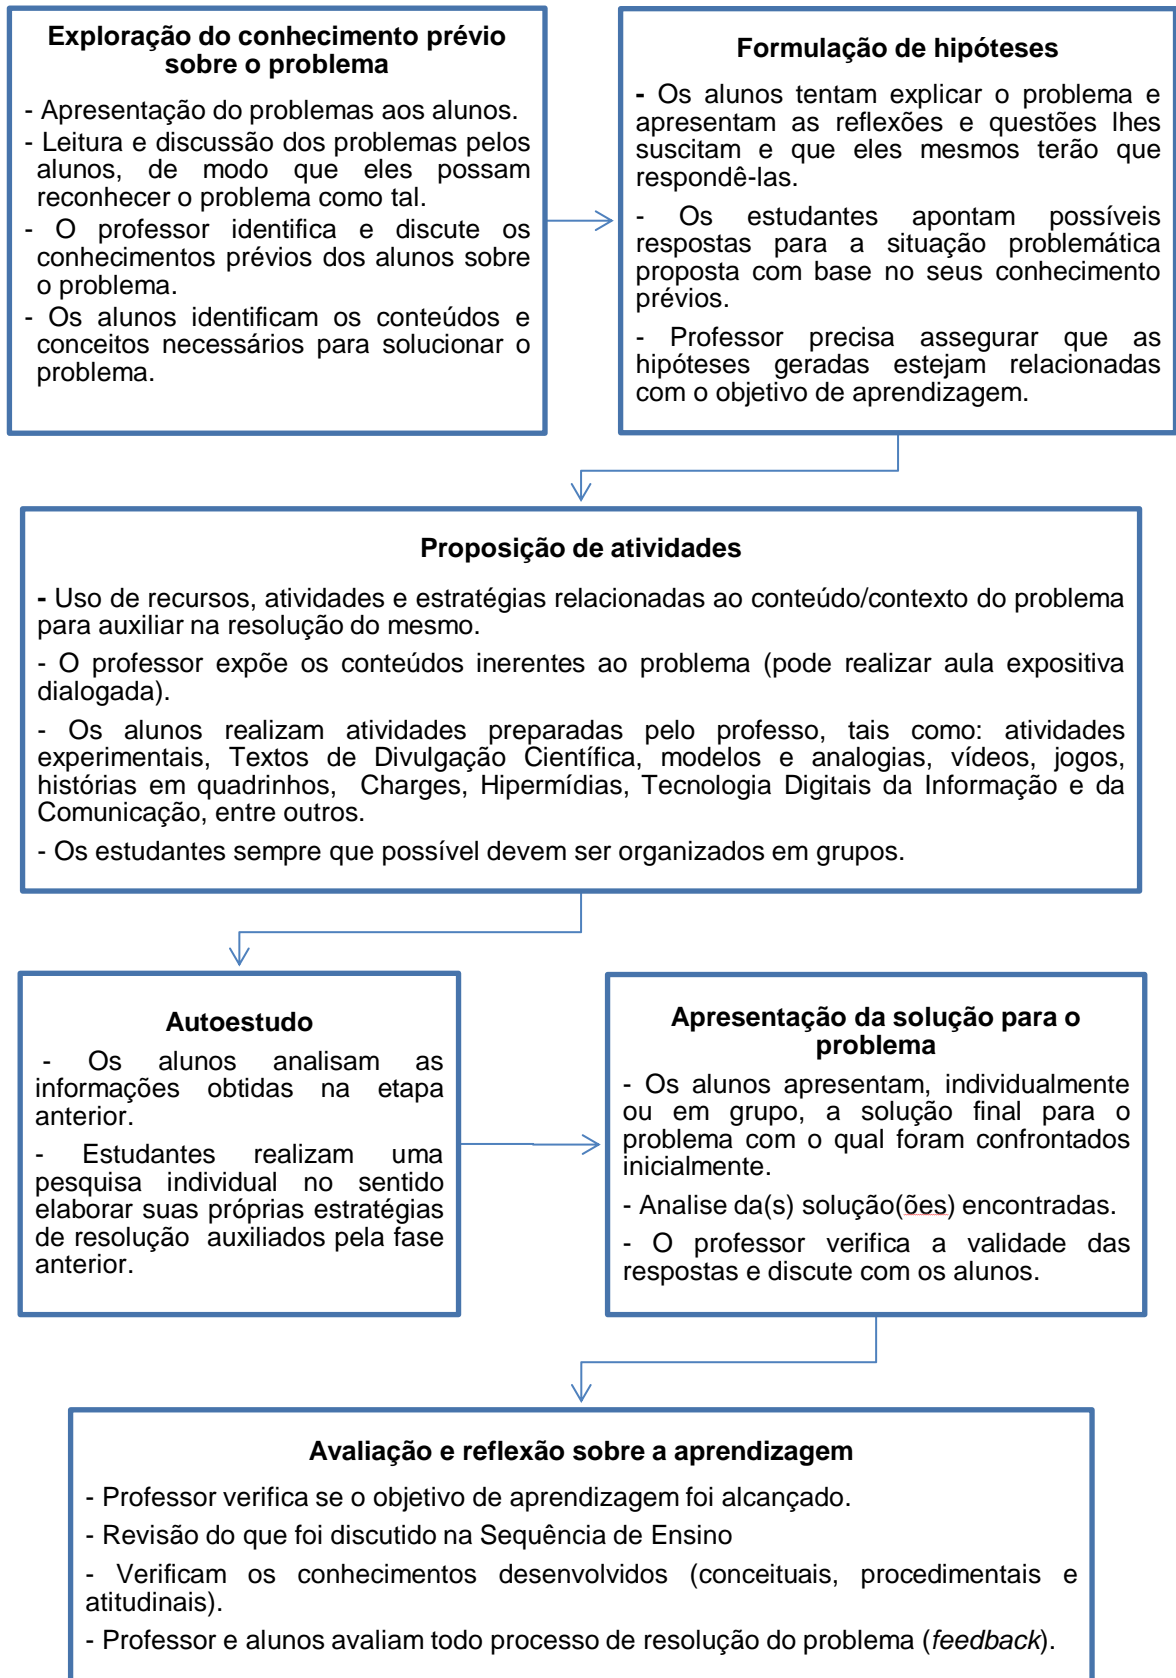 Exploração do conhecimento prévio
sobre o problema
- Apresentação do problemas aos alunos.
- Leitura e discussão dos problemas pelos
alunos, de modo que eles possam
reconhecer o problema como tal.
- O professor identifica e discute os
conhecimentos prévios dos alunos sobre
o problema.
- Os alunos identificam os conteúdos e
conceitos necessários para solucionar o
problema.
Formulação de hipóteses
- Os alunos tentam explicar o problema e
apresentam as reflexões e questões lhes
suscitam e que eles mesmos terão que
respondê-las.
- Os estudantes apontam possíveis
respostas para a situação problemática
proposta com base no seus conhecimento
prévios.
- Professor precisa assegurar que as
hipóteses geradas estejam relacionadas
com o objetivo de aprendizagem.
Proposição de atividades
- Uso de recursos, atividades e estratégias relacionadas ao conteúdo/contexto do problema
para auxiliar na resolução do mesmo.
- O professor expõe os conteúdos inerentes ao problema (pode realizar aula expositiva
dialogada).
- Os alunos realizam atividades preparadas pelo professo, tais como: atividades
experimentais, Textos de Divulgação Científica, modelos e analogias, vídeos, jogos,
histórias em quadrinhos, Charges, Hipermídias, Tecnologia Digitais da Informação e da
Comunicação, entre outros.
- Os estudantes sempre que possível devem ser organizados em grupos.
Autoestudo
- Os alunos analisam as
informações obtidas na etapa
anterior.
- Estudantes realizam uma
pesquisa individual no sentido
elaborar suas próprias estratégias
de resolução auxiliados pela fase
anterior.
Apresentação da solução para o
problema
- Os alunos apresentam, individualmente
ou em grupo, a solução final para o
problema com o qual foram confrontados
inicialmente.
- Analise da(s) solução(ões) encontradas.
- O professor verifica a validade das
respostas e discute com os alunos.
Avaliação e reflexão sobre a aprendizagem
- Professor verifica se o objetivo de aprendizagem foi alcançado.
- Revisão do que foi discutido na Sequência de Ensino
- Verificam os conhecimentos desenvolvidos (conceituais, procedimentais e
atitudinais).
- Professor e alunos avaliam todo processo de resolução do problema (feedback).